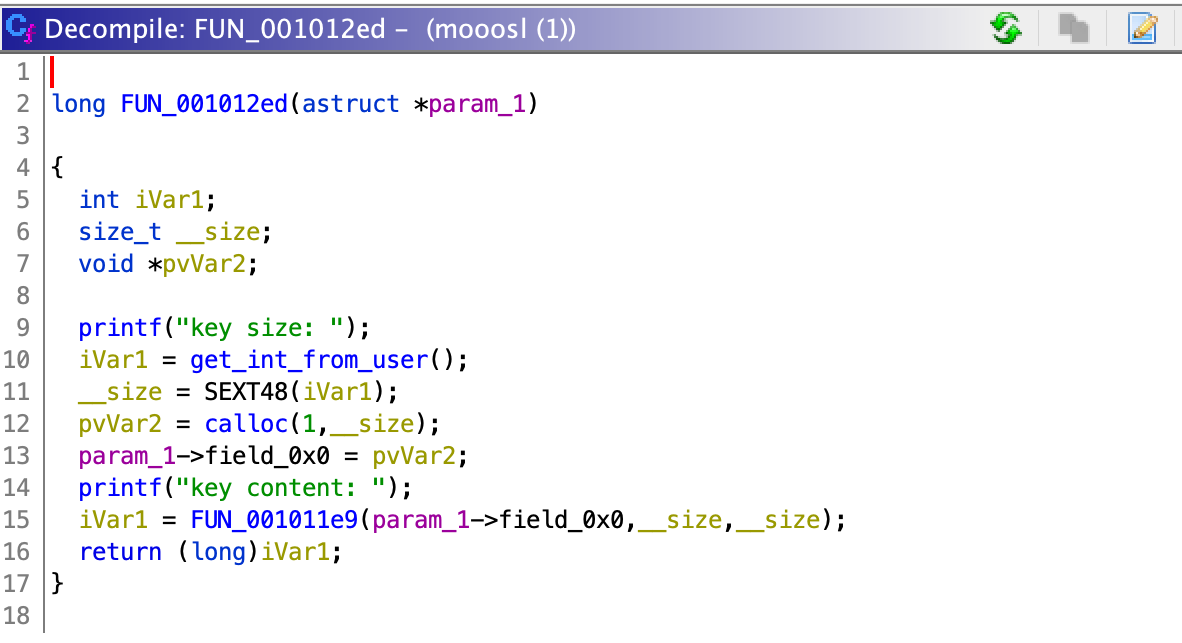 Decompile: FUN_001012ed - (mooosl (1))
1
2 long FUN_001012ed(astruct *param_1)
3
4 {
5   int iVar1;
6   size_t __size;
7   void *pvVar2;
8
9   printf("key size: ");
10   iVar1 = get_int_from_user();
11   __size = SEXT48(iVar1);
12   pvVar2 = calloc(1,__size);
13   param_1->field_0x0 = pvVar2;
14   printf("key content: ");
15   iVar1 = FUN_001011e9(param_1->field_0x0,__size,__size);
16   return (long)iVar1;
17 }
18